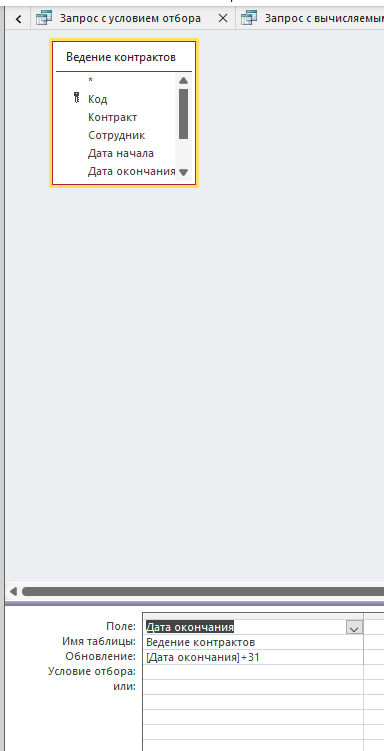 Запрос с условием отбора
Запрос с вычисляемы
Ведение контрактов
*
Код
Контракт
Сотрудник
Дата начала
Дата окончания
Поле: Дата окончания
Имя таблицы: Ведение контрактов
Обновление: [Дата окончания]+31
Условие отбора:
или: